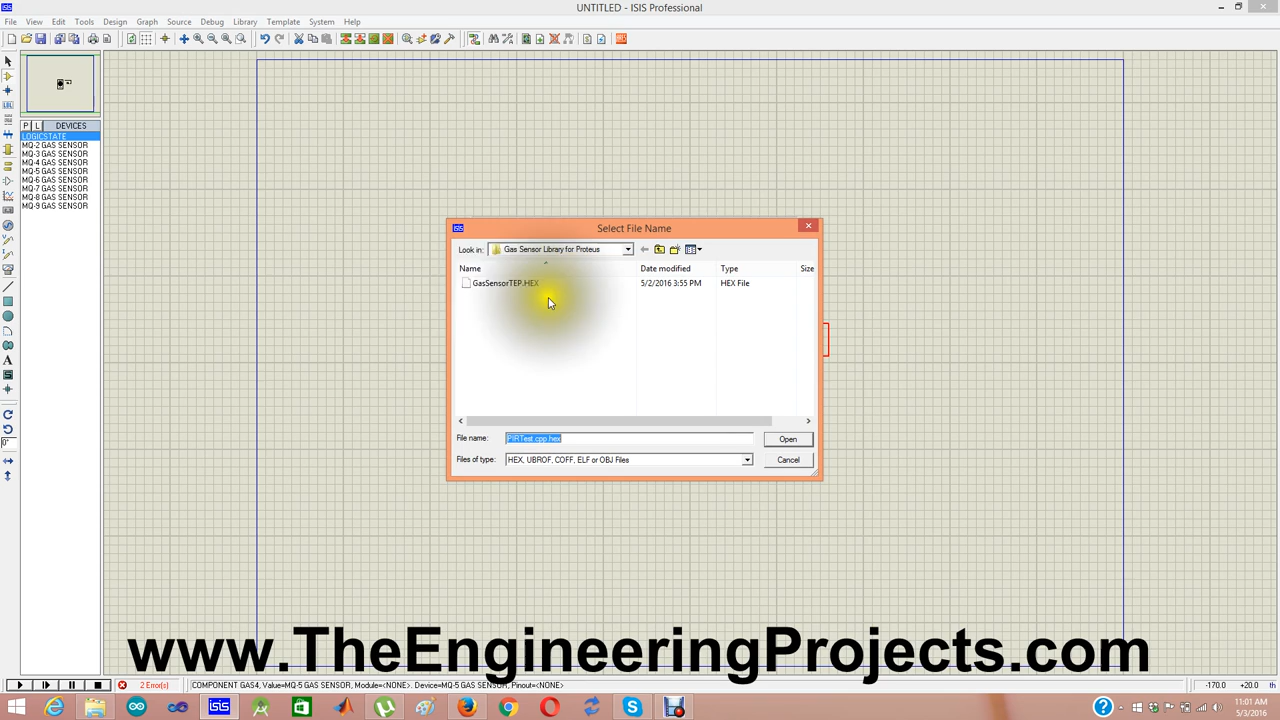 UNTITLED - ISIS Professional
File View Edit Tools Design Graph Source Debug Library Template System Help
P L DEVICES
LOGICSTATE
MQ-2 GAS SENSOR
MQ-3 GAS SENSOR
MQ-4 GAS SENSOR
MQ-5 GAS SENSOR
MQ-6 GAS SENSOR
MQ-7 GAS SENSOR
MQ-8 GAS SENSOR
MQ-9 GAS SENSOR
isis Select File Name
Look in: Gas Sensor Library for Proteus
Name Date modified Type Size
GasSensorTEP.HEX 5/2/2016 3:55 PM HEX File
File name: PIRTest.cpp.hex Open
Files of type: HEX, UBROF, COFF, ELF or OBJ Files Cancel
0°
www.TheEngineeringProjects.com
2 Error(s) COMPONENT GAS4, Value=MQ-5 GAS SENSOR, Module=<NONE>. Device=MQ-5 GAS SENSOR, Pinout=<NONE> -170.0 +20.0 th
isis
11:01 AM
5/3/2016